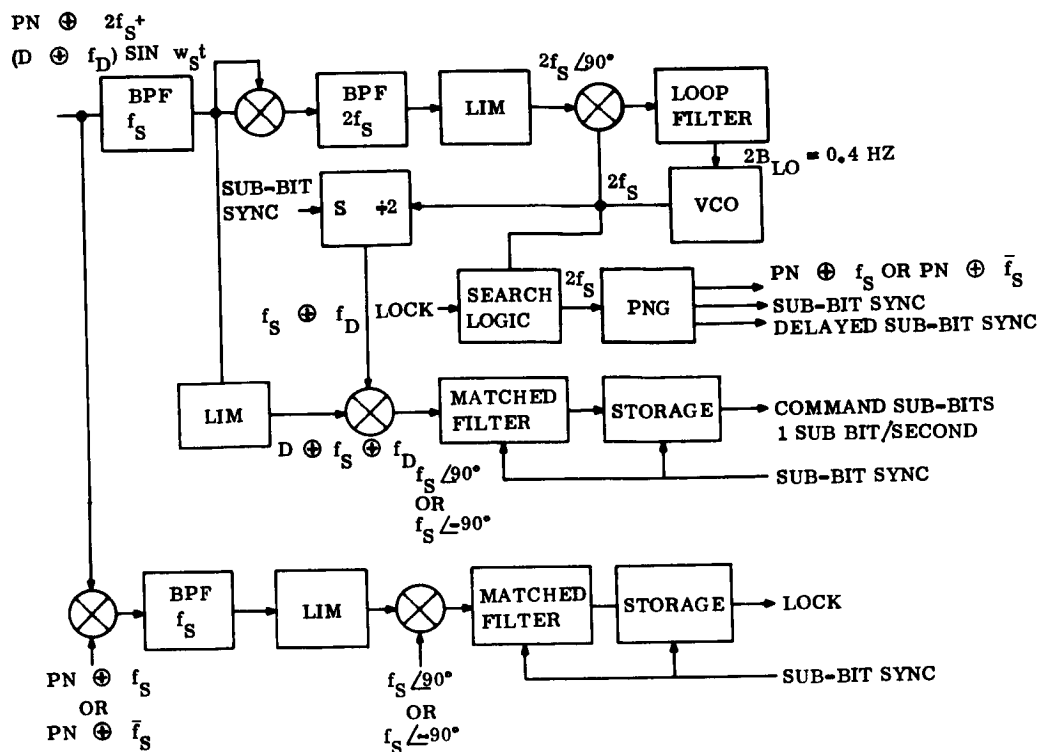 PN ⊕ 2f_S+
(D ⊕ f_D) SIN w_S t
BPF
f_S
BPF
2f_S
LIM
2f_S ∠90°
LOOP
FILTER
2B_LO = 0.4 HZ
VCO
2f_S
SUB-BIT
SYNC
S ÷2
f_S ⊕ f_D
LOCK
SEARCH
LOGIC
2f_S
PNG
PN ⊕ f_S OR PN ⊕ f̄_S
SUB-BIT SYNC
DELAYED SUB-BIT SYNC
LIM
D ⊕ f_S ⊕ f_D
MATCHED
FILTER
STORAGE
COMMAND SUB-BITS
1 SUB BIT/SECOND
SUB-BIT SYNC
f_S ∠90°
OR
f_S ∠-90°
BPF
f_S
LIM
MATCHED
FILTER
STORAGE
LOCK
SUB-BIT SYNC
PN ⊕ f_S
OR
PN ⊕ f̄_S
f_S ∠90°
OR
f_S ∠-90°